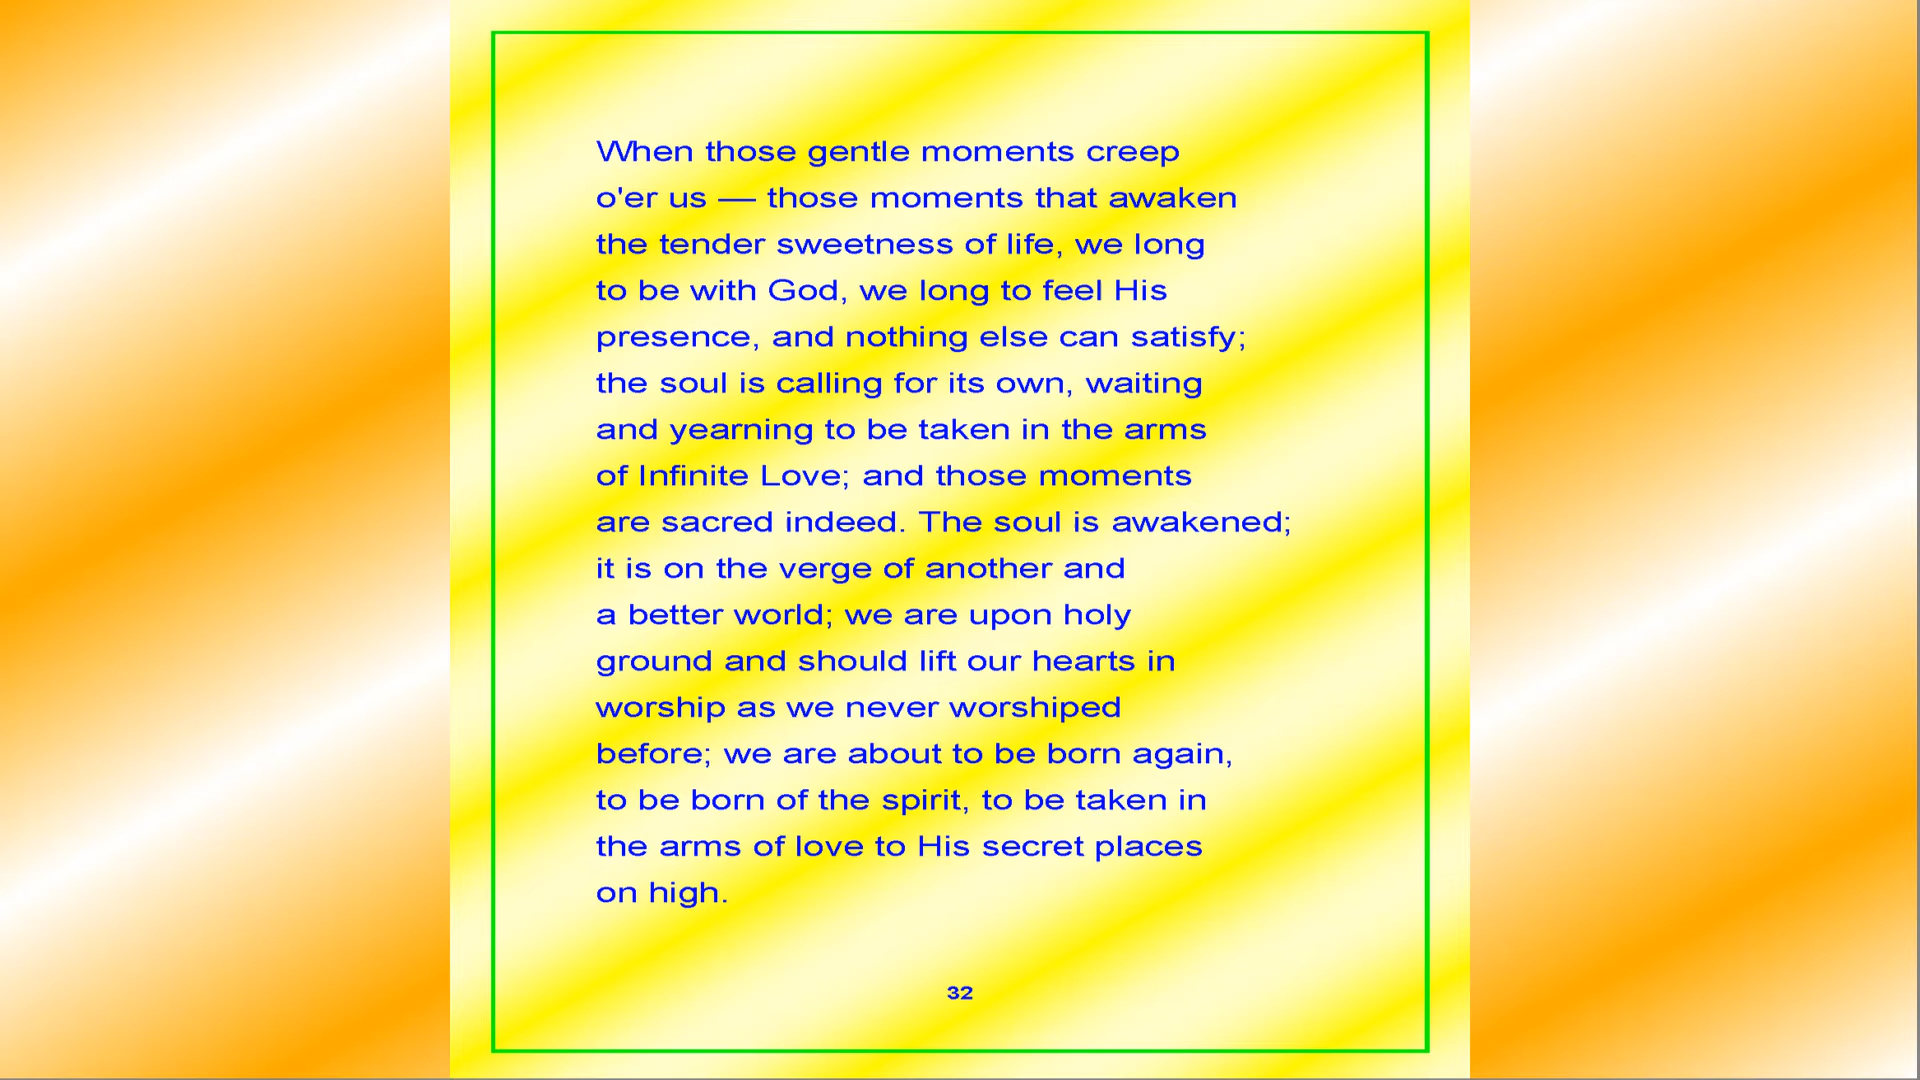 When those gentle moments creep
o'er us — those moments that awaken
the tender sweetness of life, we long
to be with God, we long to feel His
presence, and nothing else can satisfy;
the soul is calling for its own, waiting
and yearning to be taken in the arms
of Infinite Love; and those moments
are sacred indeed. The soul is awakened;
it is on the verge of another and
a better world; we are upon holy
ground and should lift our hearts in
worship as we never worshiped
before; we are about to be born again,
to be born of the spirit, to be taken in
the arms of love to His secret places
on high.
32